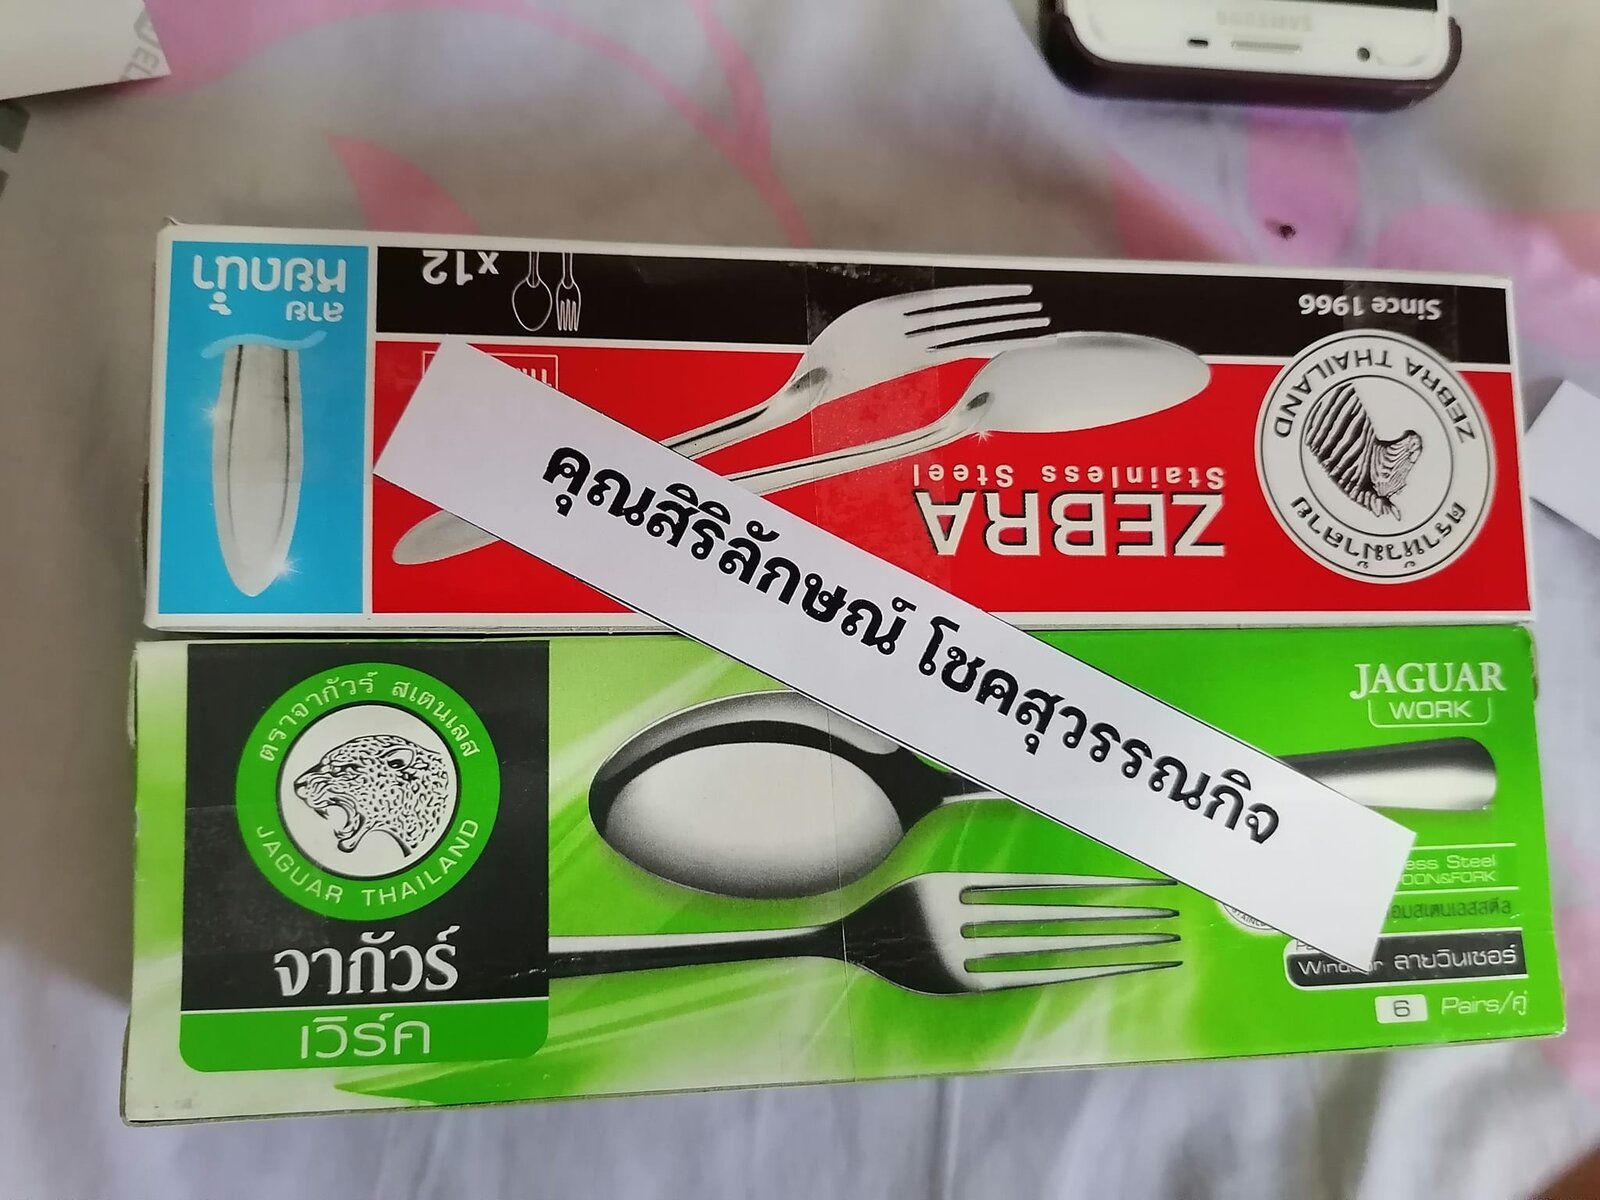 SAMSUNG
ลาย
หยดน้ำ
x12
Since 1966
ตราหัวม้าลาย
ZEBRA THAILAND
ZEBRA
Stainless Steel
คุณสิริลักษณ์ โชคสุวรรณกิจ
ตราจากัวร์ สเตนเลส
JAGUAR THAILAND
จากัวร์
เวิร์ค
JAGUAR
WORK
Steel
Windsor ลายวินเซอร์
6 Pairs/คู่